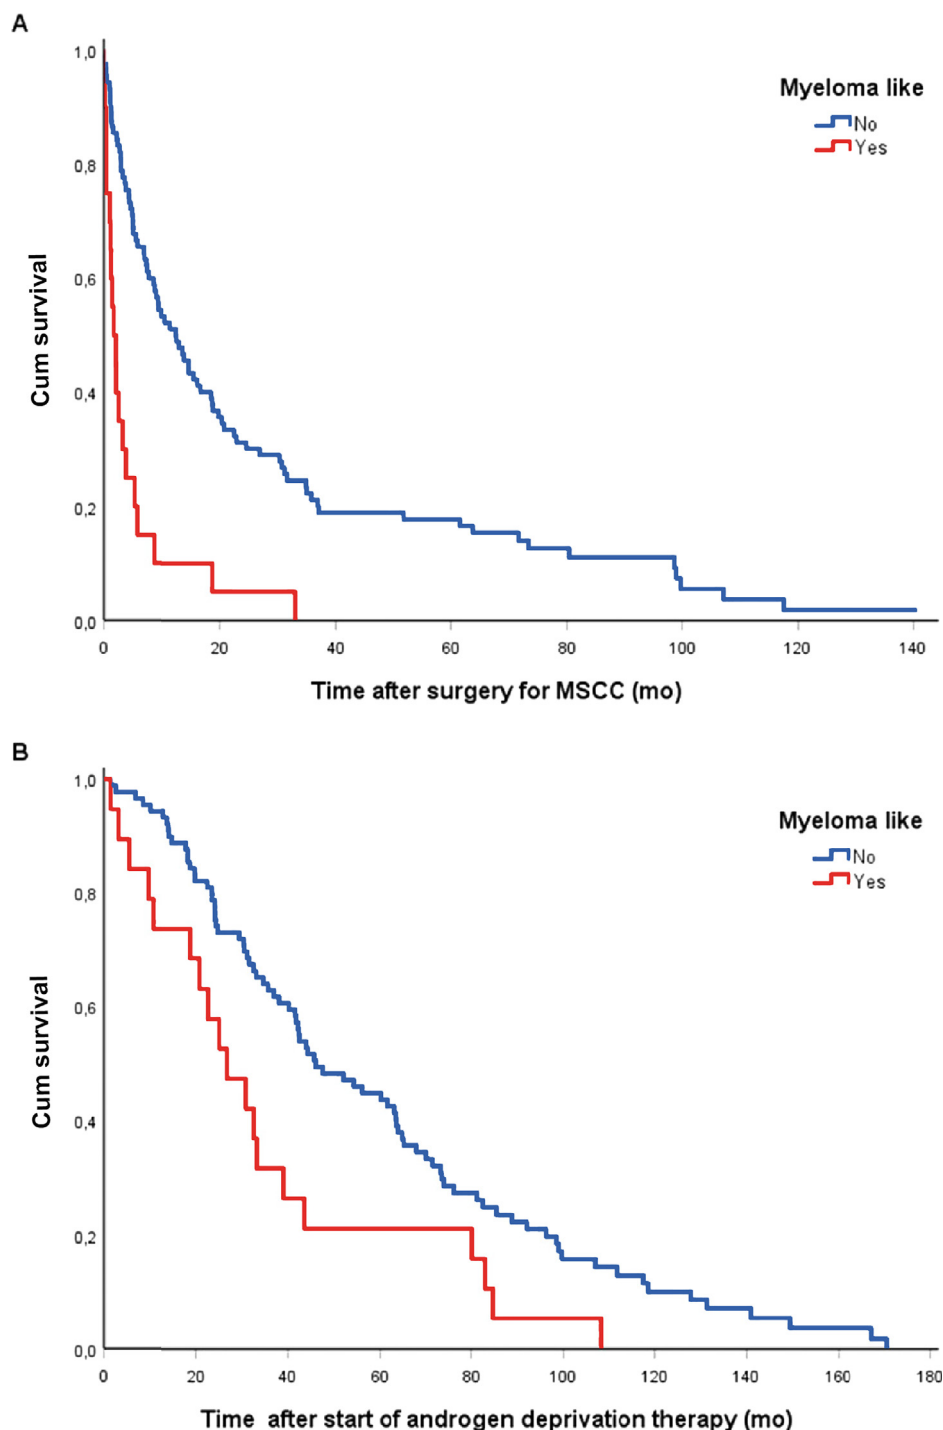 A
Myeloma like
No
Yes
Cum survival
1,0
0,8
0,6
0,4
0,2
0,0
0 20 40 60 80 100 120 140
Time after surgery for MSCC (mo)
B
Myeloma like
No
Yes
Cum survival
1,0
0,8
0,6
0,4
0,2
0,0
0 20 40 60 80 100 120 140 160 180
Time after start of androgen deprivation therapy (mo)